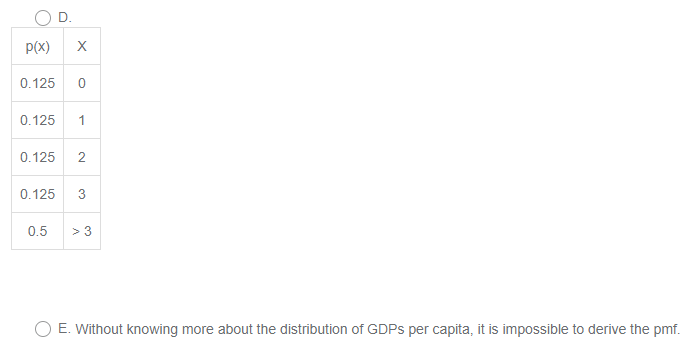 D.
p(x) X
0.125 0
0.125 1
0.125 2
0.125 3
0.5 > 3
E. Without knowing more about the distribution of GDPs per capita, it is impossible to derive the pmf.